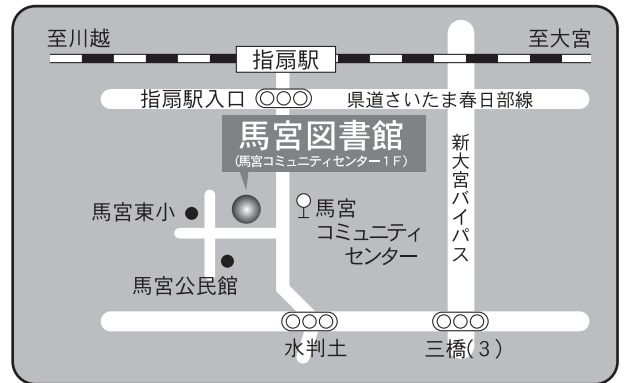 至川越
至大宮
指扇駅
指扇駅入口
県道さいたま春日部線
馬宮図書館
(馬宮コミュニティセンター1F)
新大宮バイパス
馬宮東小
馬宮
コミュニティ
センター
馬宮公民館
水判土
三橋(3)